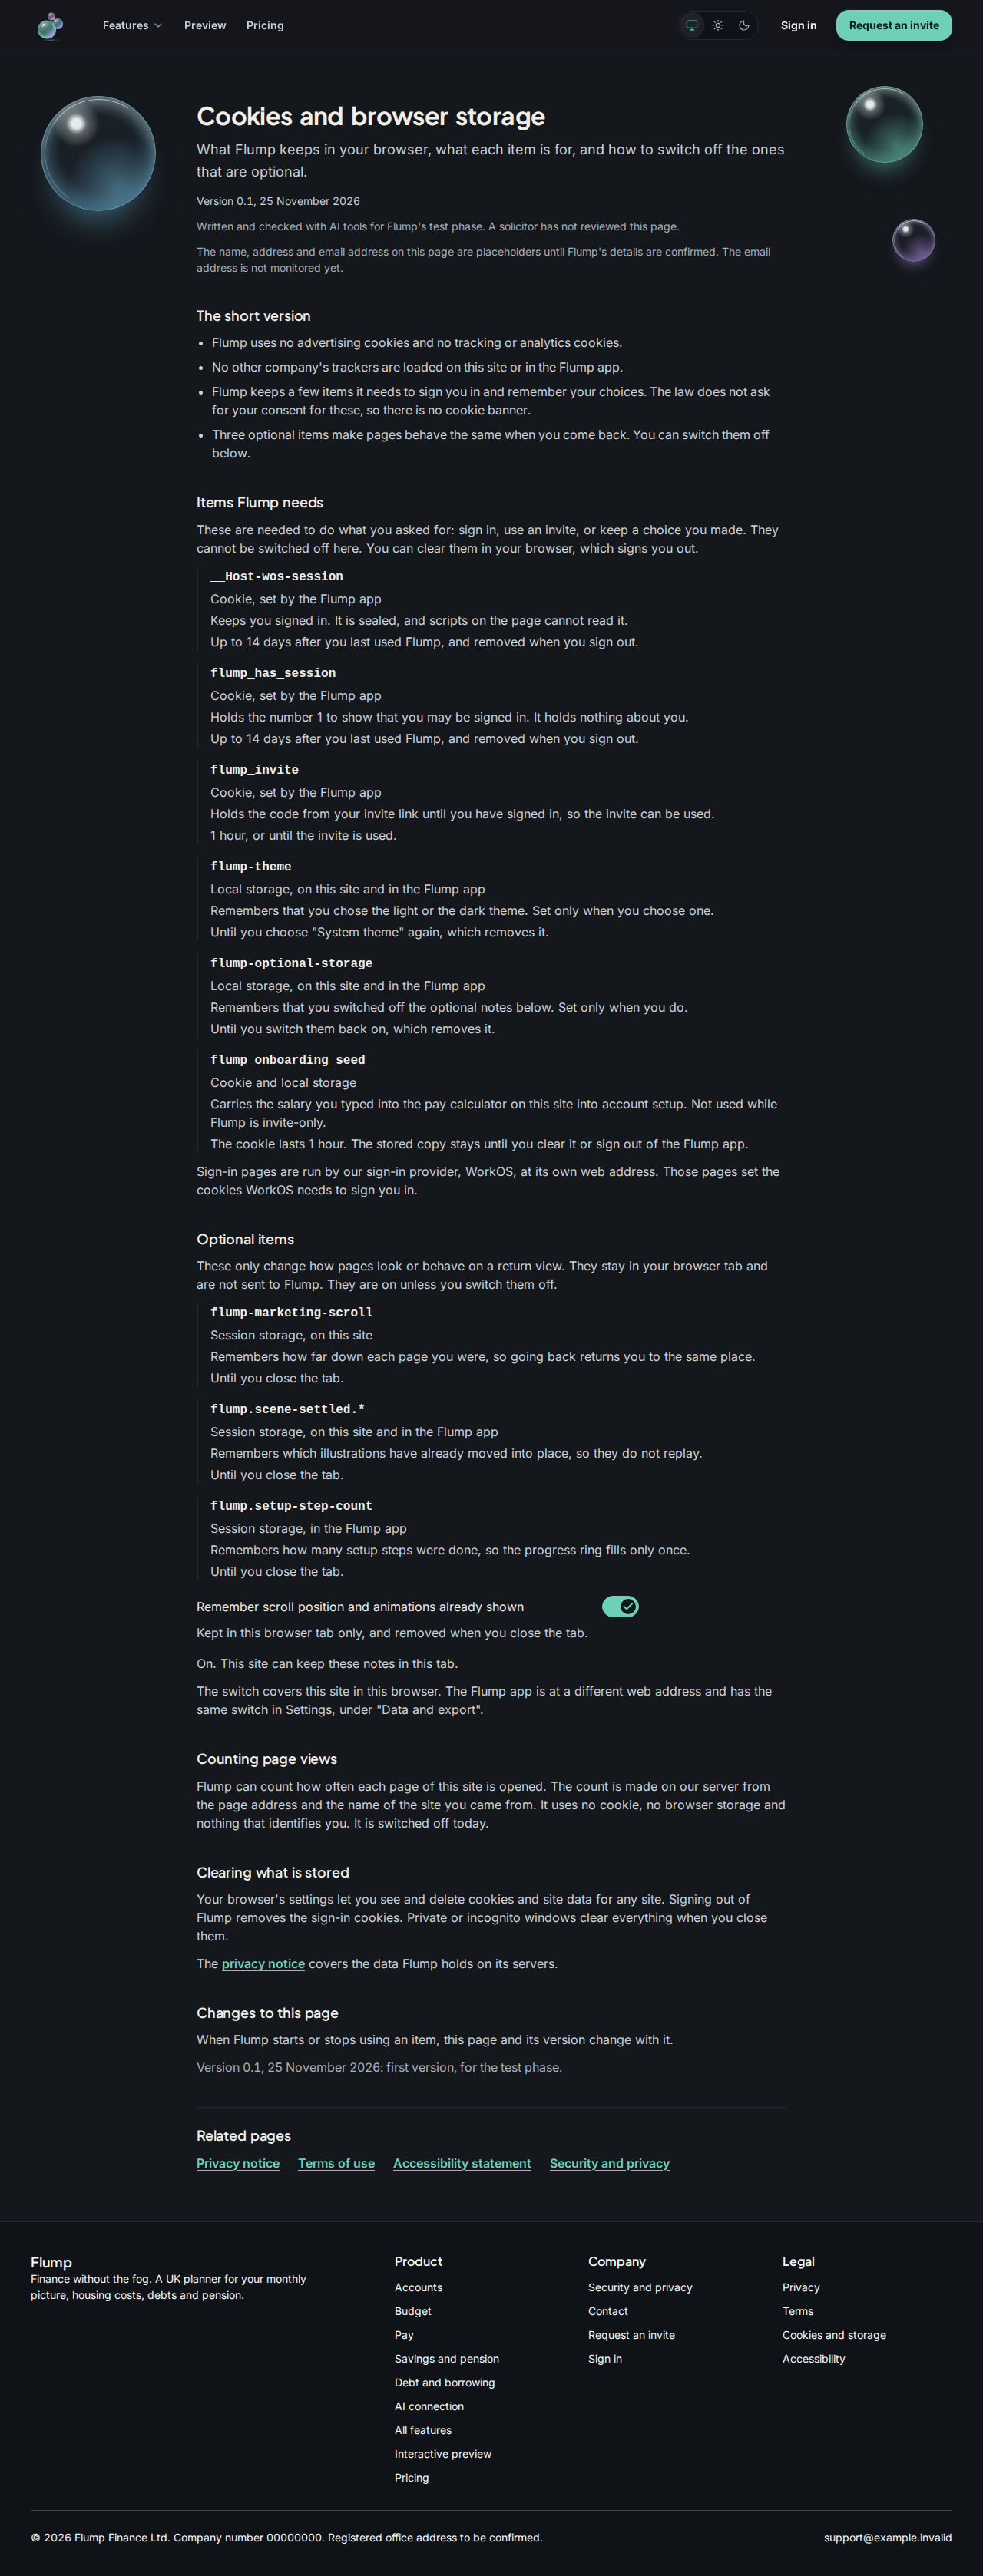 Features
Preview
Pricing
Sign in
Request an invite
Cookies and browser storage
What Flump keeps in your browser, what each item is for, and how to switch off the ones
that are optional.
Version 0.1, 25 November 2026
Written and checked with AI tools for Flump's test phase. A solicitor has not reviewed this page.
The name, address and email address on this page are placeholders until Flump's details are confirmed. The email
address is not monitored yet.
The short version
• Flump uses no advertising cookies and no tracking or analytics cookies.
• No other company's trackers are loaded on this site or in the Flump app.
• Flump keeps a few items it needs to sign you in and remember your choices. The law does not ask
for your consent for these, so there is no cookie banner.
• Three optional items make pages behave the same when you come back. You can switch them off
below.
Items Flump needs
These are needed to do what you asked for: sign in, use an invite, or keep a choice you made. They
cannot be switched off here. You can clear them in your browser, which signs you out.
__Host-wos-session
Cookie, set by the Flump app
Keeps you signed in. It is sealed, and scripts on the page cannot read it.
Up to 14 days after you last used Flump, and removed when you sign out.
flump_has_session
Cookie, set by the Flump app
Holds the number 1 to show that you may be signed in. It holds nothing about you.
Up to 14 days after you last used Flump, and removed when you sign out.
flump_invite
Cookie, set by the Flump app
Holds the code from your invite link until you have signed in, so the invite can be used.
1 hour, or until the invite is used.
flump-theme
Local storage, on this site and in the Flump app
Remembers that you chose the light or the dark theme. Set only when you choose one.
Until you choose "System theme" again, which removes it.
flump-optional-storage
Local storage, on this site and in the Flump app
Remembers that you switched off the optional notes below. Set only when you do.
Until you switch them back on, which removes it.
flump_onboarding_seed
Cookie and local storage
Carries the salary you typed into the pay calculator on this site into account setup. Not used while
Flump is invite-only.
The cookie lasts 1 hour. The stored copy stays until you clear it or sign out of the Flump app.
Sign-in pages are run by our sign-in provider, WorkOS, at its own web address. Those pages set the
cookies WorkOS needs to sign you in.
Optional items
These only change how pages look or behave on a return view. They stay in your browser tab and
are not sent to Flump. They are on unless you switch them off.
flump-marketing-scroll
Session storage, on this site
Remembers how far down each page you were, so going back returns you to the same place.
Until you close the tab.
flump.scene-settled.*
Session storage, on this site and in the Flump app
Remembers which illustrations have already moved into place, so they do not replay.
Until you close the tab.
flump.setup-step-count
Session storage, in the Flump app
Remembers how many setup steps were done, so the progress ring fills only once.
Until you close the tab.
Remember scroll position and animations already shown
Kept in this browser tab only, and removed when you close the tab.
On. This site can keep these notes in this tab.
The switch covers this site in this browser. The Flump app is at a different web address and has the
same switch in Settings, under "Data and export".
Counting page views
Flump can count how often each page of this site is opened. The count is made on our server from
the page address and the name of the site you came from. It uses no cookie, no browser storage and
nothing that identifies you. It is switched off today.
Clearing what is stored
Your browser's settings let you see and delete cookies and site data for any site. Signing out of
Flump removes the sign-in cookies. Private or incognito windows clear everything when you close
them.
The privacy notice covers the data Flump holds on its servers.
Changes to this page
When Flump starts or stops using an item, this page and its version change with it.
Version 0.1, 25 November 2026: first version, for the test phase.
Related pages
Privacy notice
Terms of use
Accessibility statement
Security and privacy
Flump
Finance without the fog. A UK planner for your monthly
picture, housing costs, debts and pension.
Product
Accounts
Budget
Pay
Savings and pension
Debt and borrowing
AI connection
All features
Interactive preview
Pricing
Company
Security and privacy
Contact
Request an invite
Sign in
Legal
Privacy
Terms
Cookies and storage
Accessibility
© 2026 Flump Finance Ltd. Company number 00000000. Registered office address to be confirmed.
support@example.invalid